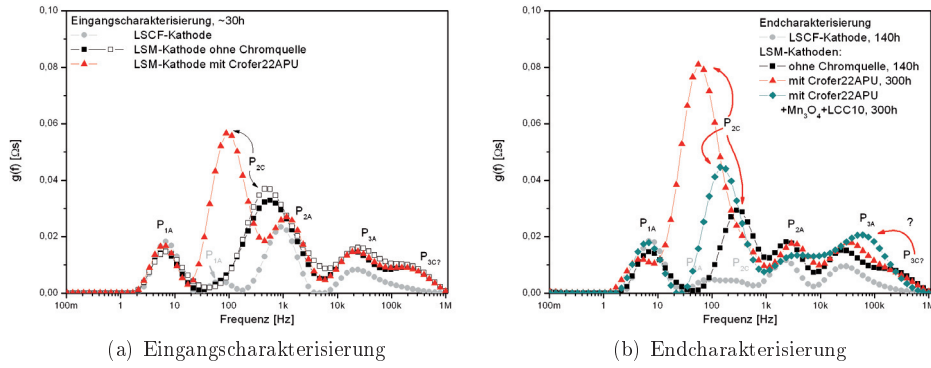 Eingangscharakterisierung, ~30h
LSCF-Kathode
LSM-Kathode ohne Chromquelle
LSM-Kathode mit Crofer22APU
0,10
0,08
0,06
0,04
0,02
0,00
g(f) [Ωs]
P1A
P1A
P2C
P2A
P3A
P3C?
100m 1 10 100 1k 10k 100k 1M
Frequenz [Hz]
(a) Eingangscharakterisierung
Endcharakterisierung
LSCF-Kathode, 140h
LSM-Kathoden:
ohne Chromquelle, 140h
mit Crofer22APU, 300h
mit Crofer22APU
+Mn3O4+LCC10, 300h
0,10
0,08
0,06
0,04
0,02
0,00
g(f) [Ωs]
P1A
P2C
P2C
P2A
P3A
?
P3C?
100m 1 10 100 1k 10k 100k 1M
Frequenz [Hz]
(b) Endcharakterisierung